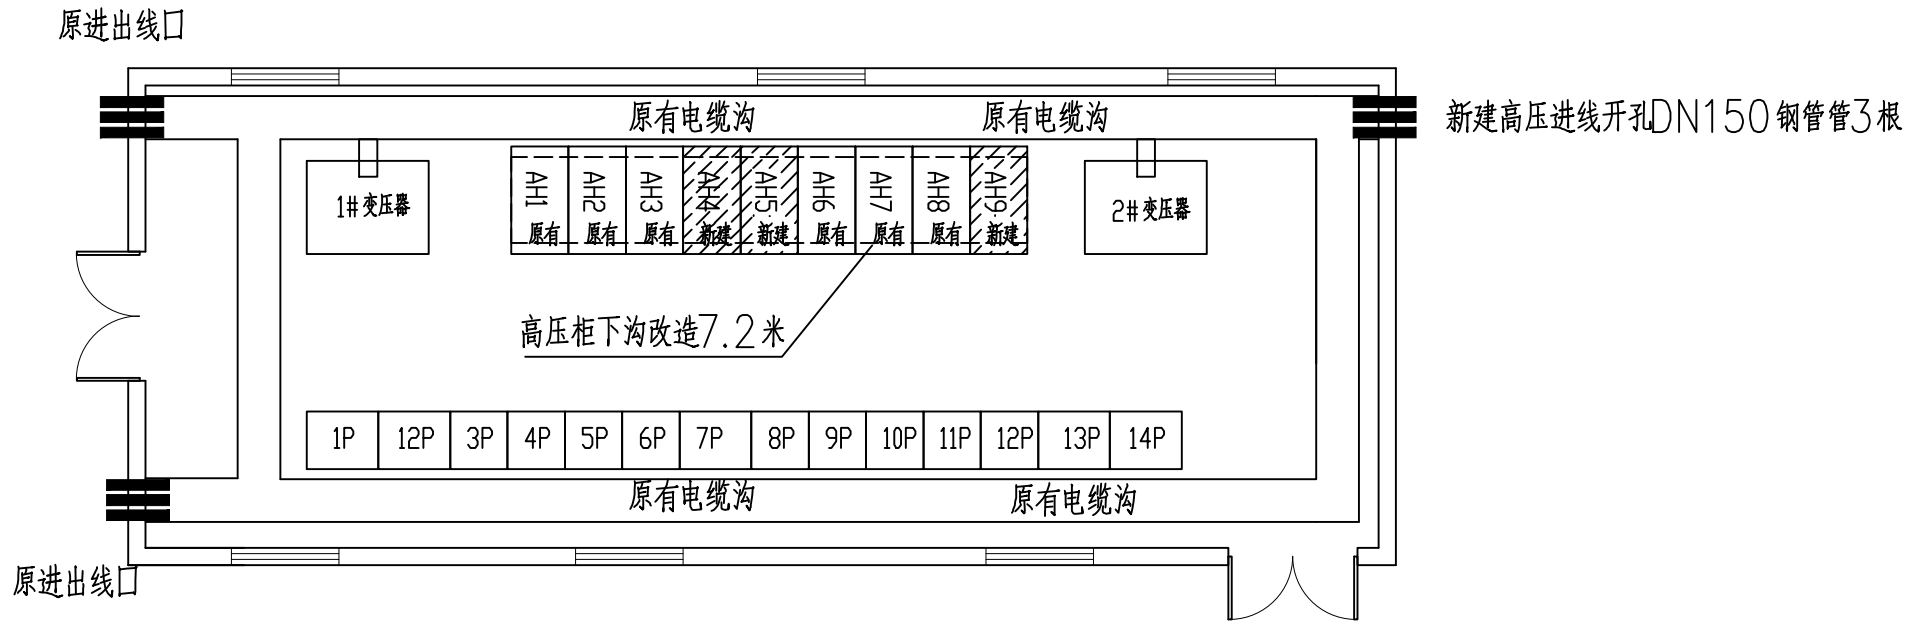 原进出线口
原有电缆沟
原有电缆沟
新建高压进线开孔DN150钢管管3根
1#变压器
AH1
原有
AH2
原有
AH3
原有
AH4
新建
AH5
新建
AH6
原有
AH7
原有
AH8
原有
AH9
新建
2#变压器
高压柜下沟改造7.2米
1P
12P
3P
4P
5P
6P
7P
8P
9P
10P
11P
12P
13P
14P
原有电缆沟
原有电缆沟
原进出线口